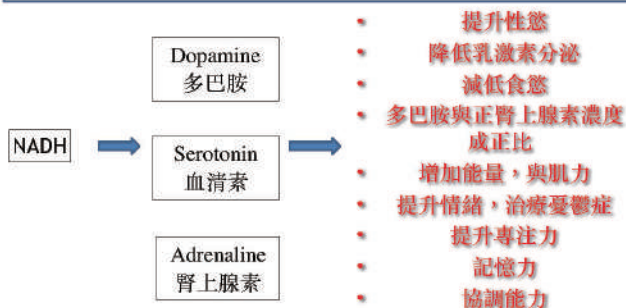 NADH
Dopamine
多巴胺
Serotonin
血清素
Adrenaline
腎上腺素
• 提升性慾
• 降低乳激素分泌
• 減低食慾
• 多巴胺與正腎上腺素濃度
成正比
• 增加能量，與肌力
• 提升情緒，治療憂鬱症
• 提升專注力
• 記憶力
• 協調能力